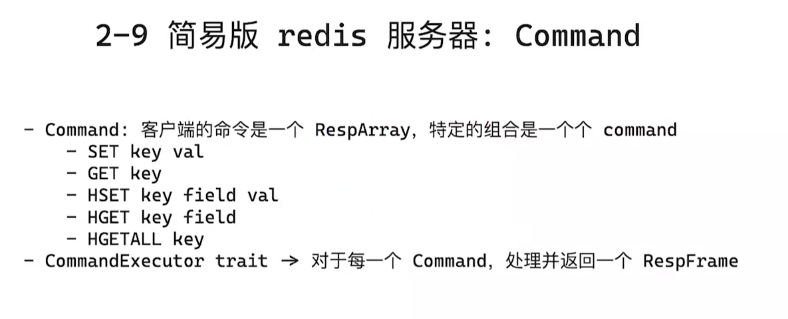 2-9 简易版 redis 服务器: Command
- Command: 客户端的命令是一个 RespArray, 特定的组合是一个个 command
- SET key val
- GET key
- HSET key field val
- HGET key field
- HGETALL key
- CommandExecutor trait -> 对于每一个 Command, 处理并返回一个 RespFrame